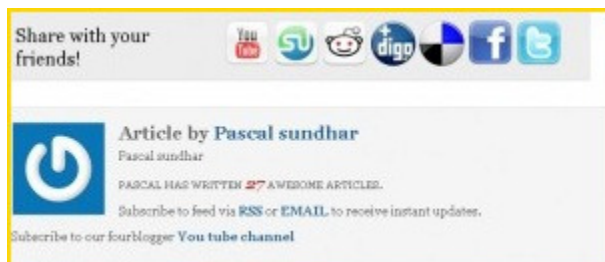 Share with your
friends!
You
Tube
digg
Article by Pascal sundhar
Pascal sundhar
PASCAL HAS WRITTEN 27 AWESOME ARTICLES.
Subscribe to feed via RSS or EMAIL to receive instant updates.
Subscribe to our fourblogger You tube channel